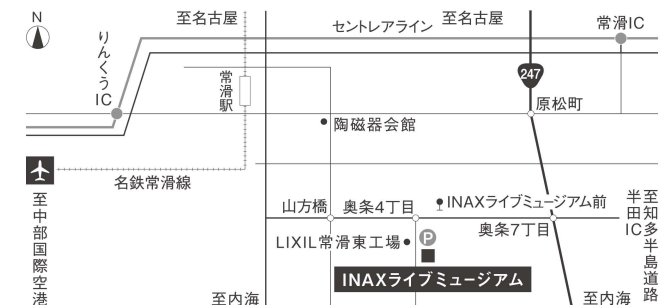 N
至名古屋
セントレアライン
至名古屋
常滑IC
りんくうIC
常滑駅
247
原松町
陶磁器会館
名鉄常滑線
至中部国際空港
山方橋
奥条4丁目
INAXライブミュージアム前
奥条7丁目
至知多半島道路
半田IC
LIXIL常滑東工場
P
INAXライブミュージアム
至内海
至内海